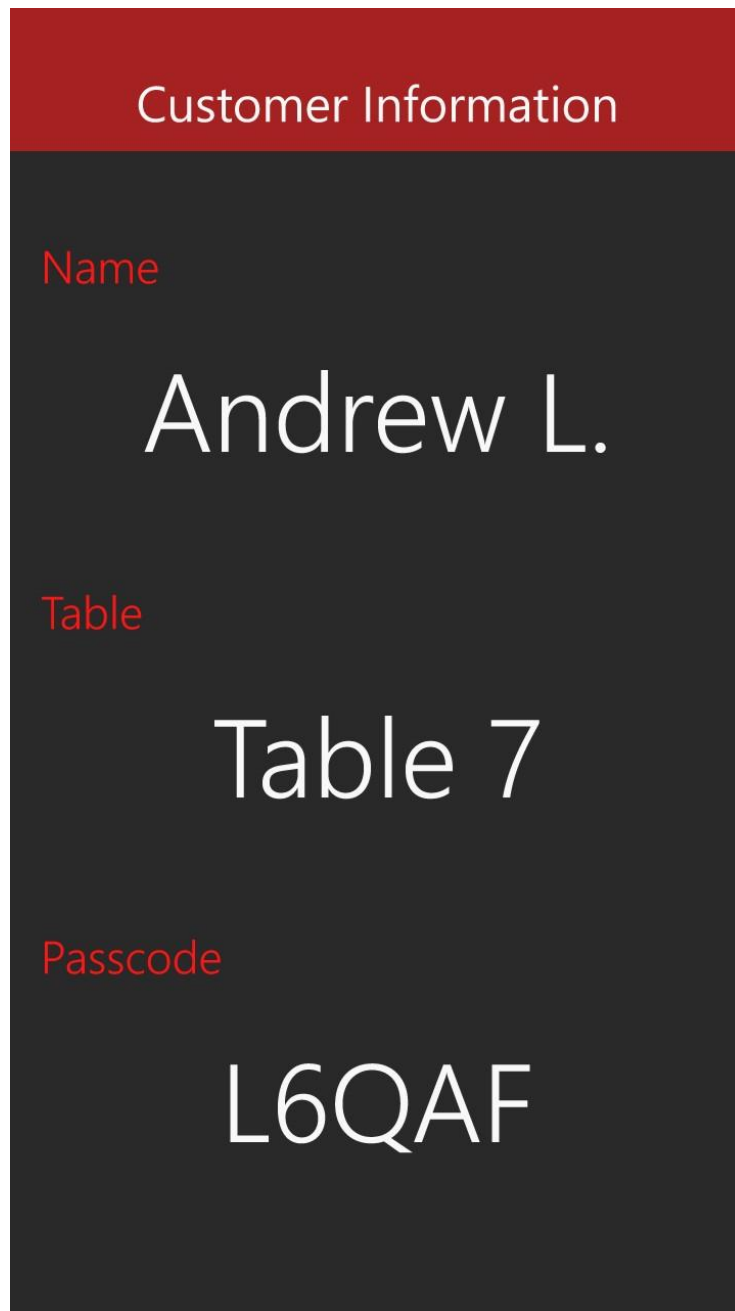 Customer Information
Name
Andrew L.
Table
Table 7
Passcode
L6QAF